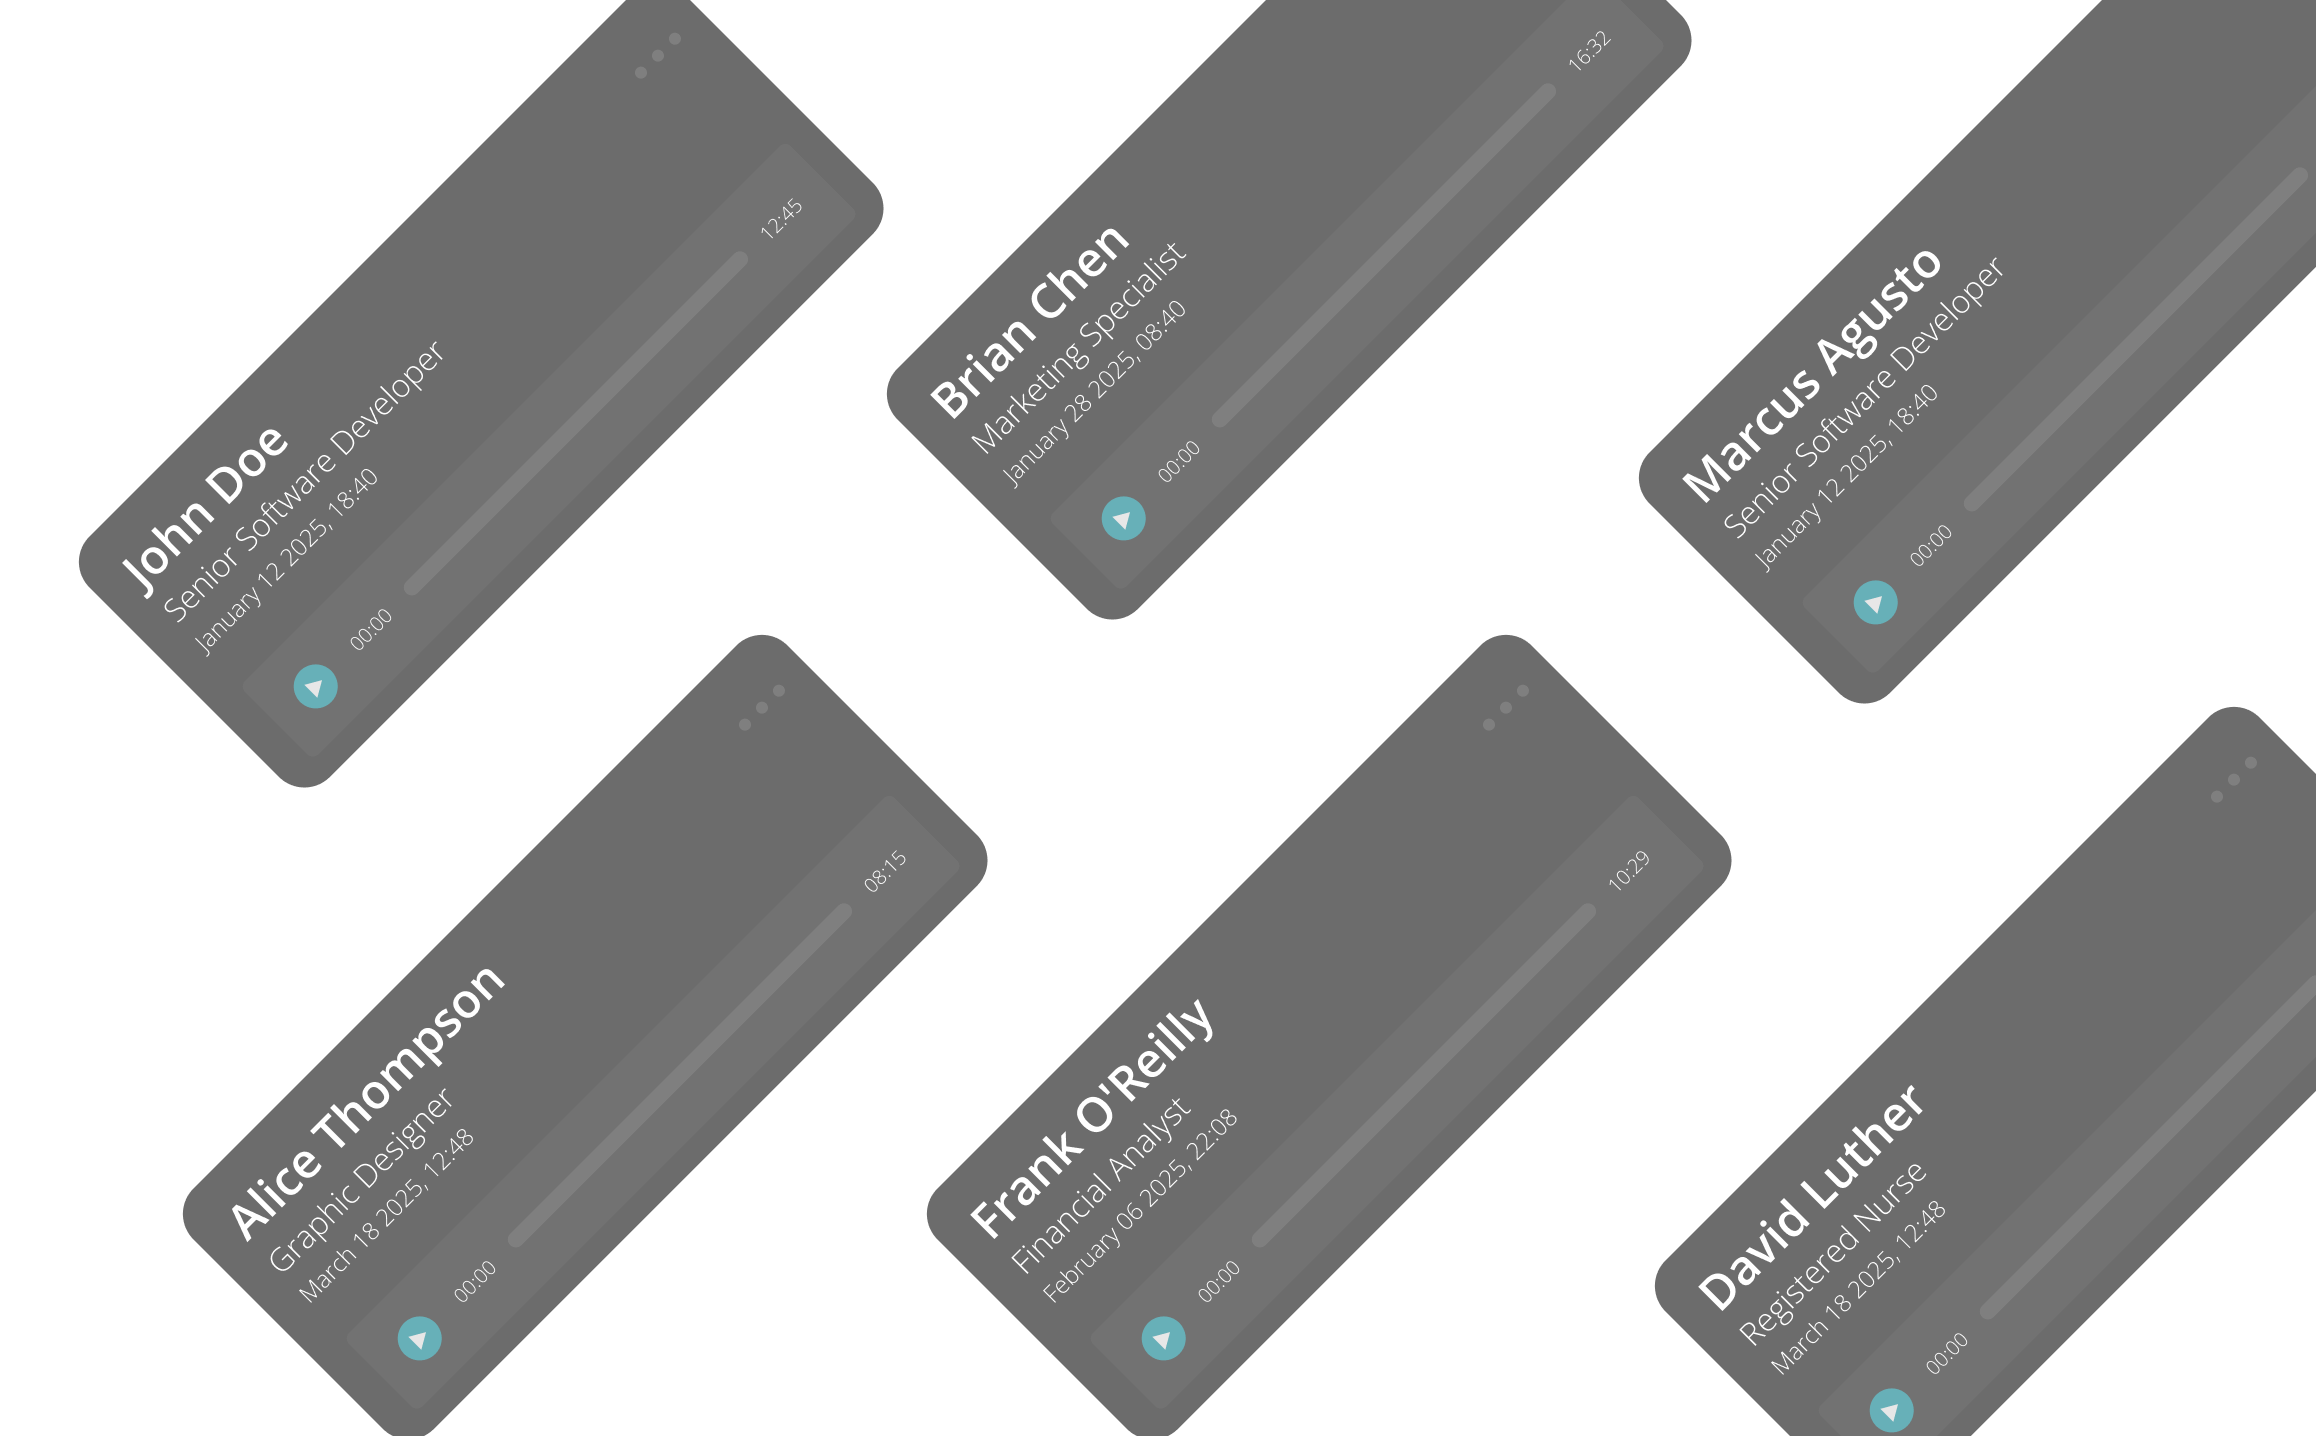 John Doe
Senior Software Developer
January 12 2025, 18:40
00:00
12:45
Brian Chen
Marketing Specialist
January 28 2025, 08:40
00:00
16:32
Marcus Agusto
Senior Software Developer
January 12 2025, 18:40
00:00
Alice Thompson
Graphic Designer
March 18 2025, 12:48
00:00
08:15
Frank O'Reilly
Financial Analyst
February 06 2025, 22:08
00:00
10:29
David Luther
Registered Nurse
March 18 2025, 12:48
00:00